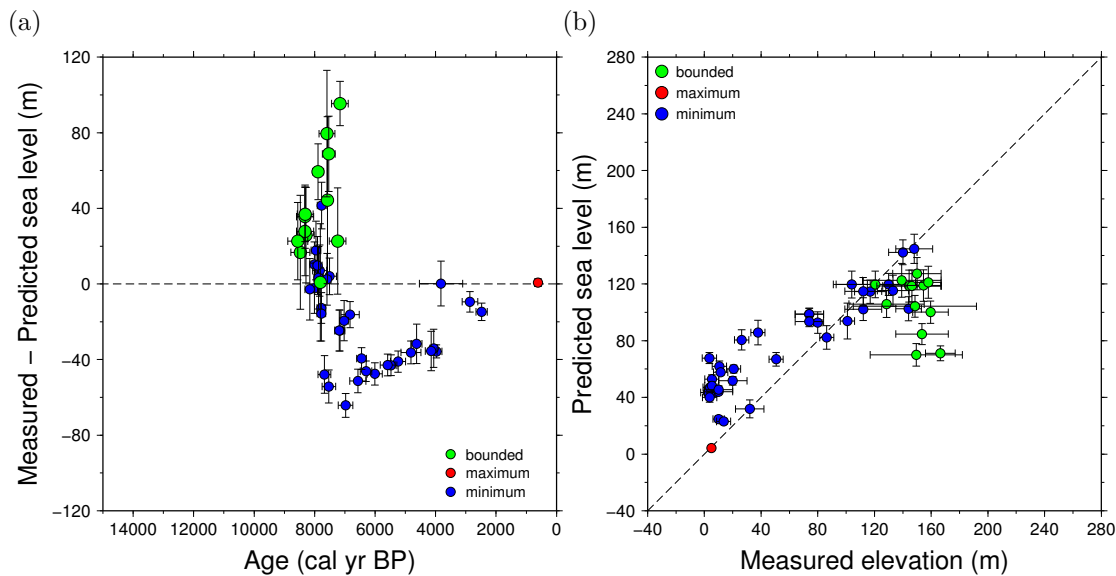 (a)
Measured − Predicted sea level (m)
120
80
40
0
−40
−80
−120
14000 12000 10000 8000 6000 4000 2000 0
Age (cal yr BP)
bounded
maximum
minimum
(b)
Predicted sea level (m)
280
240
200
160
120
80
40
0
−40
−40 0 40 80 120 160 200 240 280
Measured elevation (m)
bounded
maximum
minimum